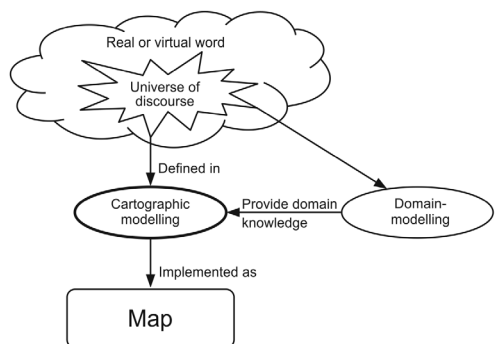 Real or virtual word
Universe of
discourse
Defined in
Cartographic
modelling
Provide domain
knowledge
Domain-
modelling
Implemented as
Map